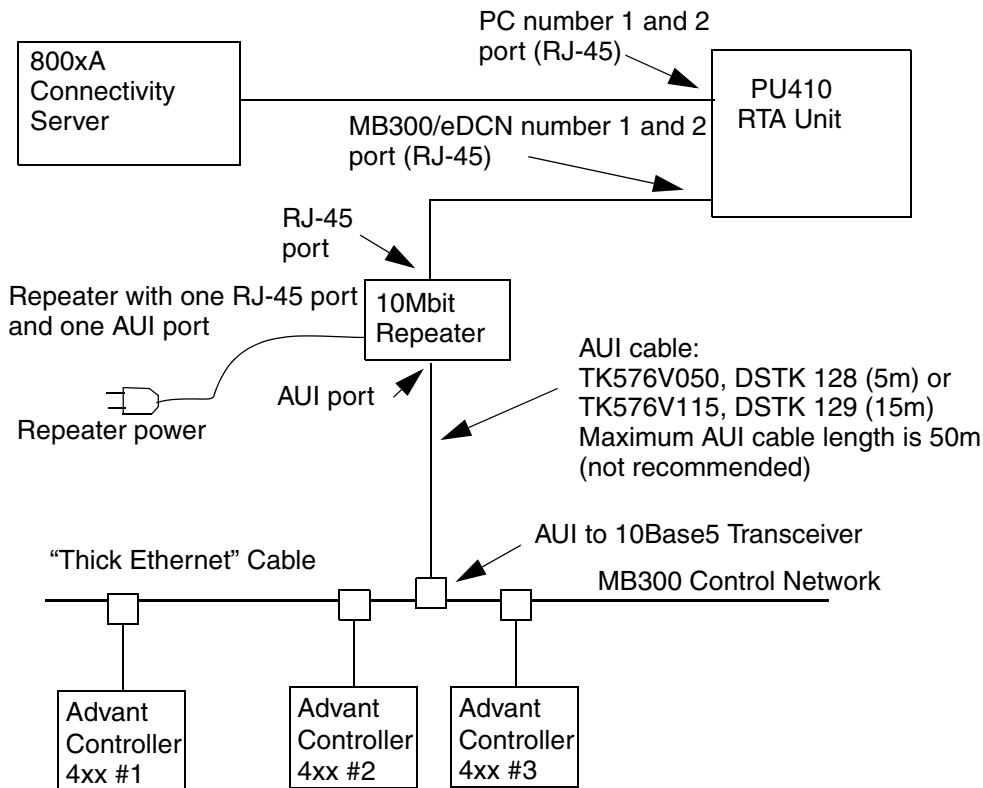 PC number 1 and 2
port (RJ-45)
800xA
Connectivity
Server
PU410
RTA Unit
MB300/eDCN number 1 and 2
port (RJ-45)
RJ-45
port
Repeater with one RJ-45 port
and one AUI port
10Mbit
Repeater
AUI port
Repeater power
AUI cable:
TK576V050, DSTK 128 (5m) or
TK576V115, DSTK 129 (15m)
Maximum AUI cable length is 50m
(not recommended)
AUI to 10Base5 Transceiver
“Thick Ethernet” Cable
MB300 Control Network
Advant
Controller
4xx #1
Advant
Controller
4xx #2
Advant
Controller
4xx #3